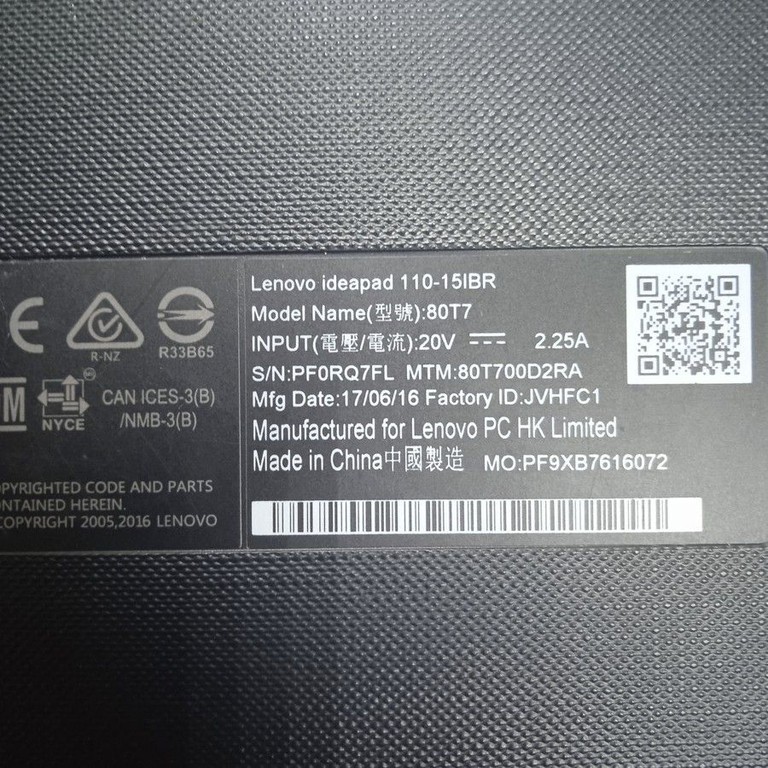 CE
R-NZ
R33B65
NYCE
CAN ICES-3(B)
/NMB-3(B)
OPYRIGHTED CODE AND PARTS
ONTAINED HEREIN.
COPYRIGHT 2005,2016 LENOVO
Lenovo ideapad 110-15IBR
Model Name(型號):80T7
INPUT(電壓/電流):20V 2.25A
S/N:PF0RQ7FL MTM:80T700D2RA
Mfg Date:17/06/16 Factory ID:JVHFC1
Manufactured for Lenovo PC HK Limited
Made in China中國製造 MO:PF9XB7616072